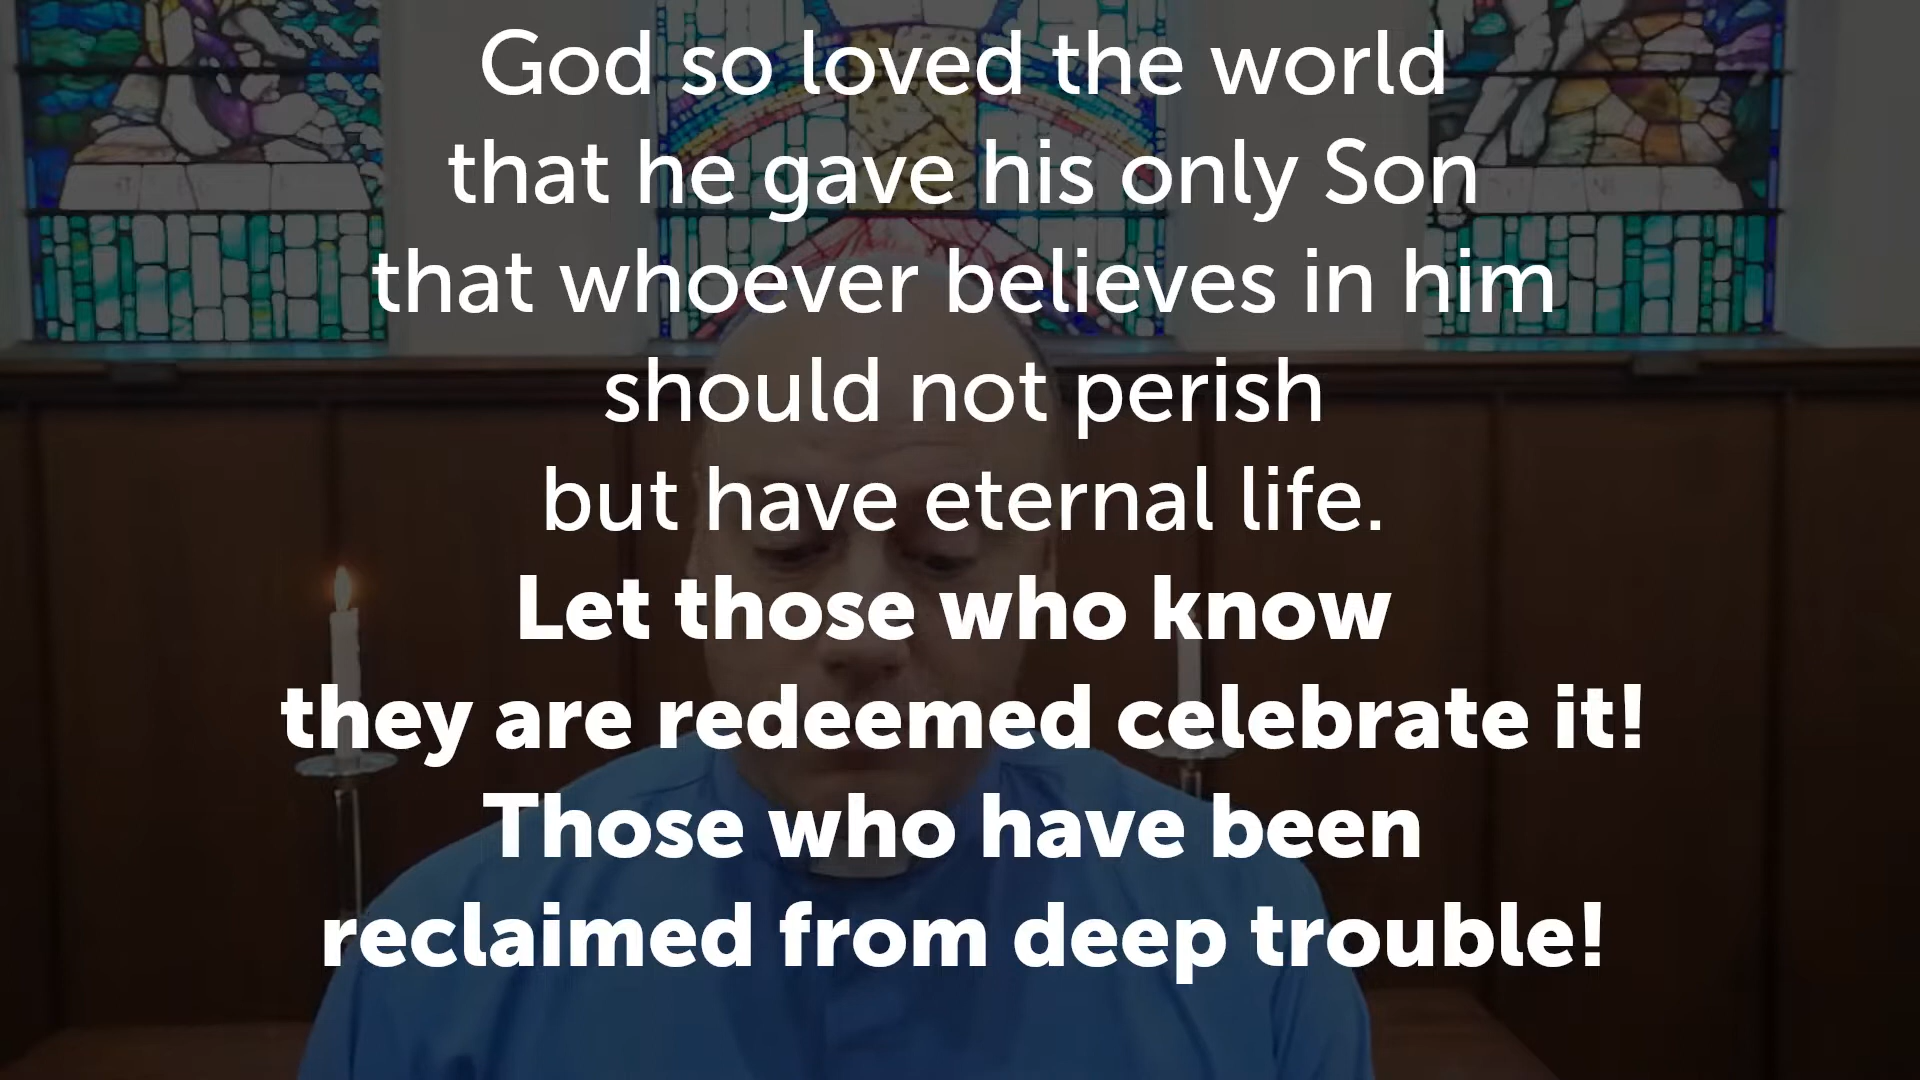 God so loved the world
that he gave his only Son
that whoever believes in him
should not perish
but have eternal life.
Let those who know
they are redeemed celebrate it!
Those who have been
reclaimed from deep trouble!